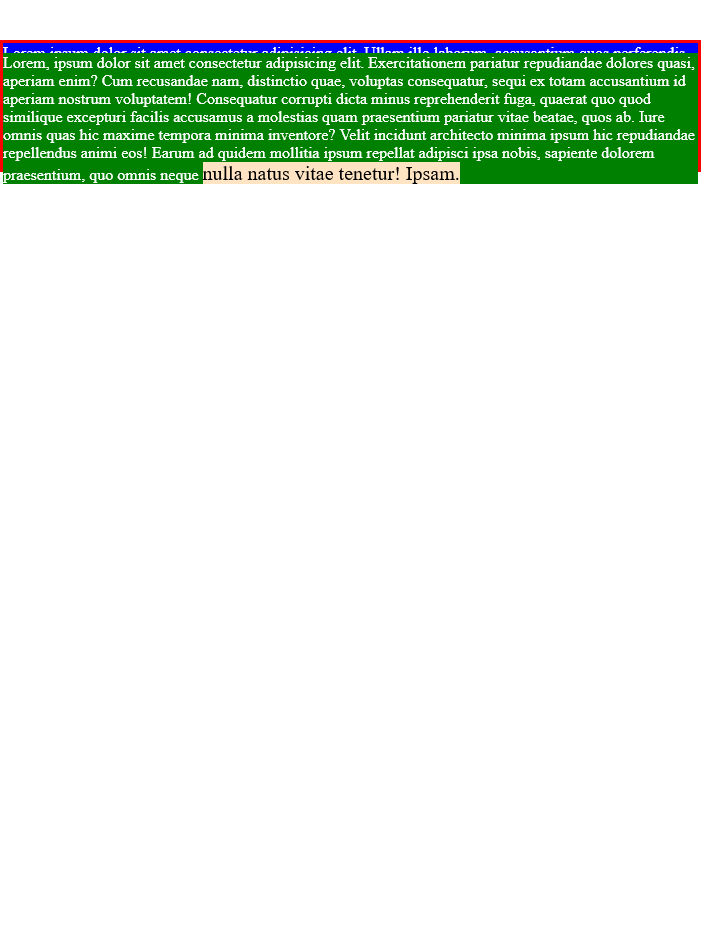 Lorem ipsum dolor sit amet consectetur adipisicing elit. Ullam illo laborum, accusantium quos perferendis
Lorem, ipsum dolor sit amet consectetur adipisicing elit. Exercitationem pariatur repudiandae dolores quasi,
aperiam enim? Cum recusandae nam, distinctio quae, voluptas consequatur, sequi ex totam accusantium id
aperiam nostrum voluptatem! Consequatur corrupti dicta minus reprehenderit fuga, quaerat quo quod
similique excepturi facilis accusamus a molestias quam praesentium pariatur vitae beatae, quos ab. Iure
omnis quas hic maxime tempora minima inventore? Velit incidunt architecto minima ipsum hic repudiandae
repellendus animi eos! Earum ad quidem mollitia ipsum repellat adipisci ipsa nobis, sapiente dolorem
praesentium, quo omnis neque nulla natus vitae tenetur! Ipsam.